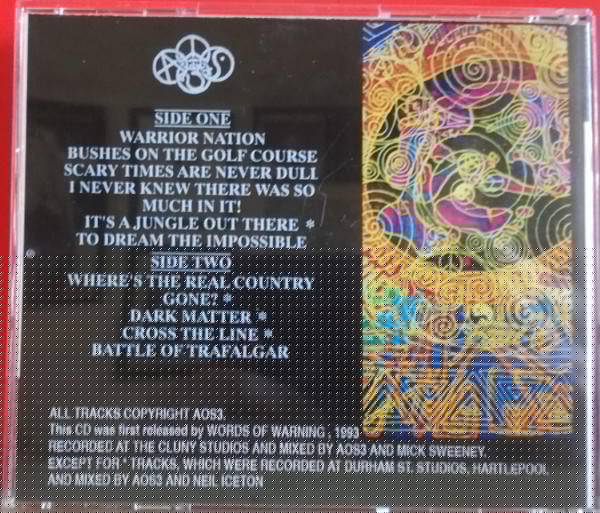 SIDE ONE
WARRIOR NATION
BUSHES ON THE GOLF COURSE
SCARY TIMES ARE NEVER DULL
I NEVER KNEW THERE WAS SO
MUCH IN IT!
IT'S A JUNGLE OUT THERE *
TO DREAM THE IMPOSSIBLE
SIDE TWO
WHERE'S THE REAL COUNTRY
GONE? *
DARK MATTER *
CROSS THE LINE *
BATTLE OF TRAFALGAR
ALL TRACKS COPYRIGHT AOS3.
This CD was first released by WORDS OF WARNING , 1993
RECORDED AT THE CLUNY STUDIOS AND MIXED BY AOS3 AND MICK SWEENEY.
EXCEPT FOR * TRACKS, WHICH WERE RECORDED AT DURHAM ST. STUDIOS, HARTLEPOOL
AND MIXED BY AOS3 AND NEIL ICETON